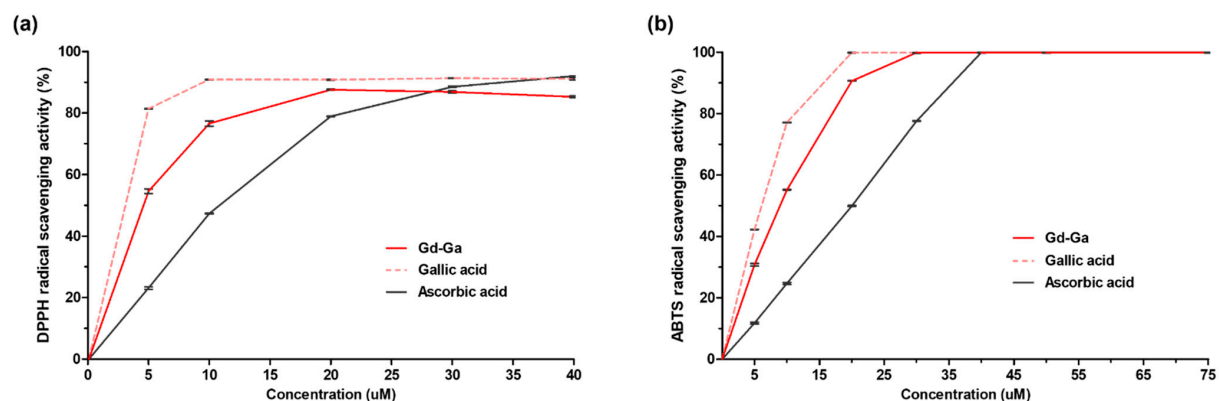 (a)
DPPH radical scavenging activity (%)
100
80
60
40
20
0
Gd-Ga
Gallic acid
Ascorbic acid
0 5 10 15 20 25 30 35 40
Concentration (uM)
(b)
ABTS radical scavenging activity (%)
100
80
60
40
20
0
Gd-Ga
Gallic acid
Ascorbic acid
5 15 25 35 45 55 65 75
Concentration (uM)